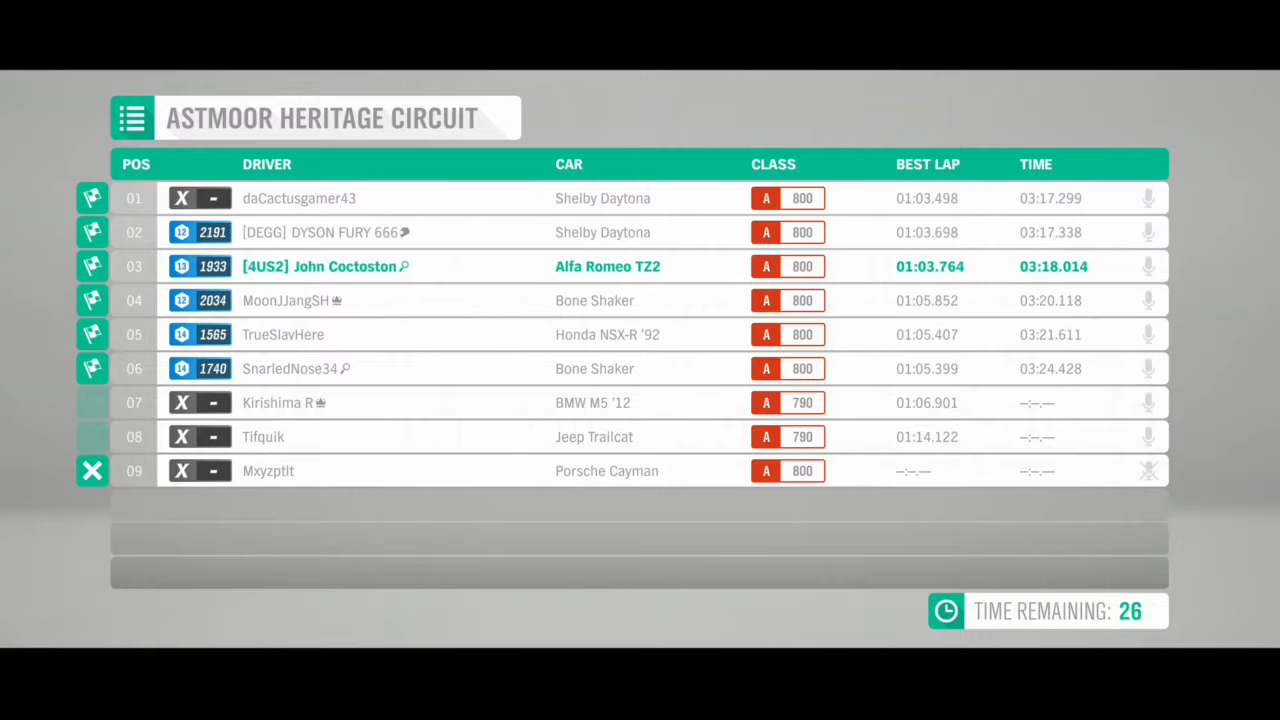 ASTMOOR HERITAGE CIRCUIT
POS DRIVER CAR CLASS BEST LAP TIME
01 X - daCactusgamer43 Shelby Daytona A 800 01:03.498 03:17.299
02 12 2191 [DEGG] DYSON FURY 666 Shelby Daytona A 800 01:03.698 03:17.338
03 13 1933 [4US2] John Coctoston Alfa Romeo TZ2 A 800 01:03.764 03:18.014
04 12 2034 MoonJJangSH Bone Shaker A 800 01:05.852 03:20.118
05 14 1565 TrueSlavHere Honda NSX-R '92 A 800 01:05.407 03:21.611
06 14 1740 SnarledNose34 Bone Shaker A 800 01:05.399 03:24.428
07 X - Kirishima R BMW M5 '12 A 790 01:06.901 --:--.---
08 X - Tifquik Jeep Trailcat A 790 01:14.122 --:--.---
09 X - Mxyzptlt Porsche Cayman A 800 --:--.--- --:--.---
TIME REMAINING: 26